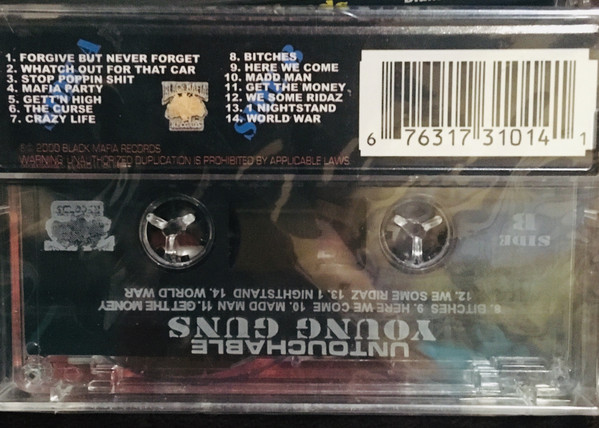 1. FORGIVE BUT NEVER FORGET
2. WHATCH OUT FOR THAT CAR
3. STOP POPPIN SHIT
4. MAFIA PARTY
5. GETT'N HIGH
6. THE CURSE
7. CRAZY LIFE
8. BITCHES
9. HERE WE COME
10. MADD MAN
11. GET THE MONEY
12. WE SOME RIDAZ
13. 1 NIGHTSTAND
14. WORLD WAR
BLACK MAFIA
RECORDS
6 76317 31014 1
2000 BLACK MAFIA RECORDS
WARNING: UNAUTHORIZED DUPLICATION IS PROHIBITED BY APPLICABLE LAWS
UNTOUCHABLE
YOUNG GUNS
8. BITCHES 9. HERE WE COME 10. MADD MAN 11. GET THE MONEY
12. WE SOME RIDAZ 13. 1 NIGHTSTAND 14. WORLD WAR
SIDE
B
RECORDS